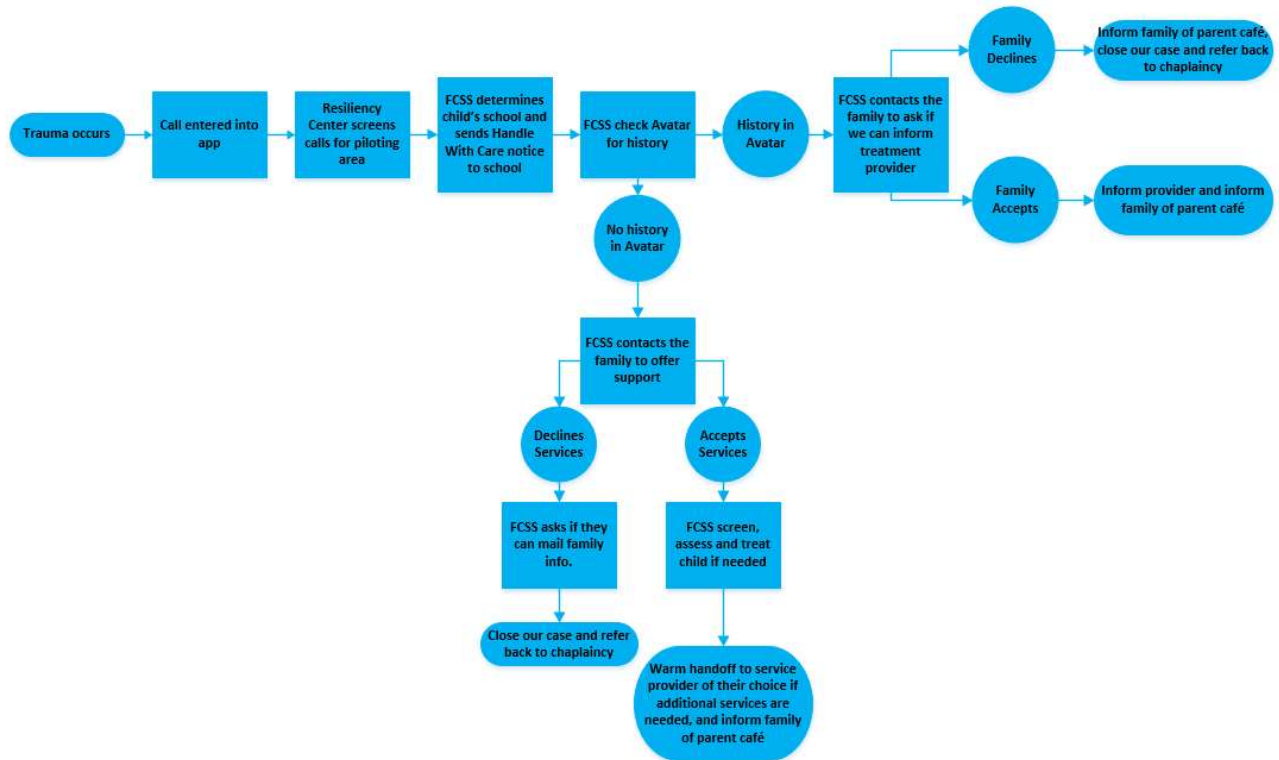 Trauma occurs
Call entered into
app
Resiliency
Center screens
calls for piloting
area
FCSS determines
child's school and
sends Handle
With Care notice
to school
FCSS check Avatar
for history
History in
Avatar
FCSS contacts the
family to ask if
we can inform
treatment
provider
Family
Declines
Inform family of parent café,
close our case and refer back
to chaplaincy
Family
Accepts
Inform provider and inform
family of parent café
No history
in Avatar
FCSS contacts the
family to offer
support
Declines
Services
FCSS asks if they
can mail family
info.
Close our case and refer
back to chaplaincy
Accepts
Services
FCSS screen,
assess and treat
child if needed
Warm handoff to service
provider of their choice if
additional services are
needed, and inform family
of parent café